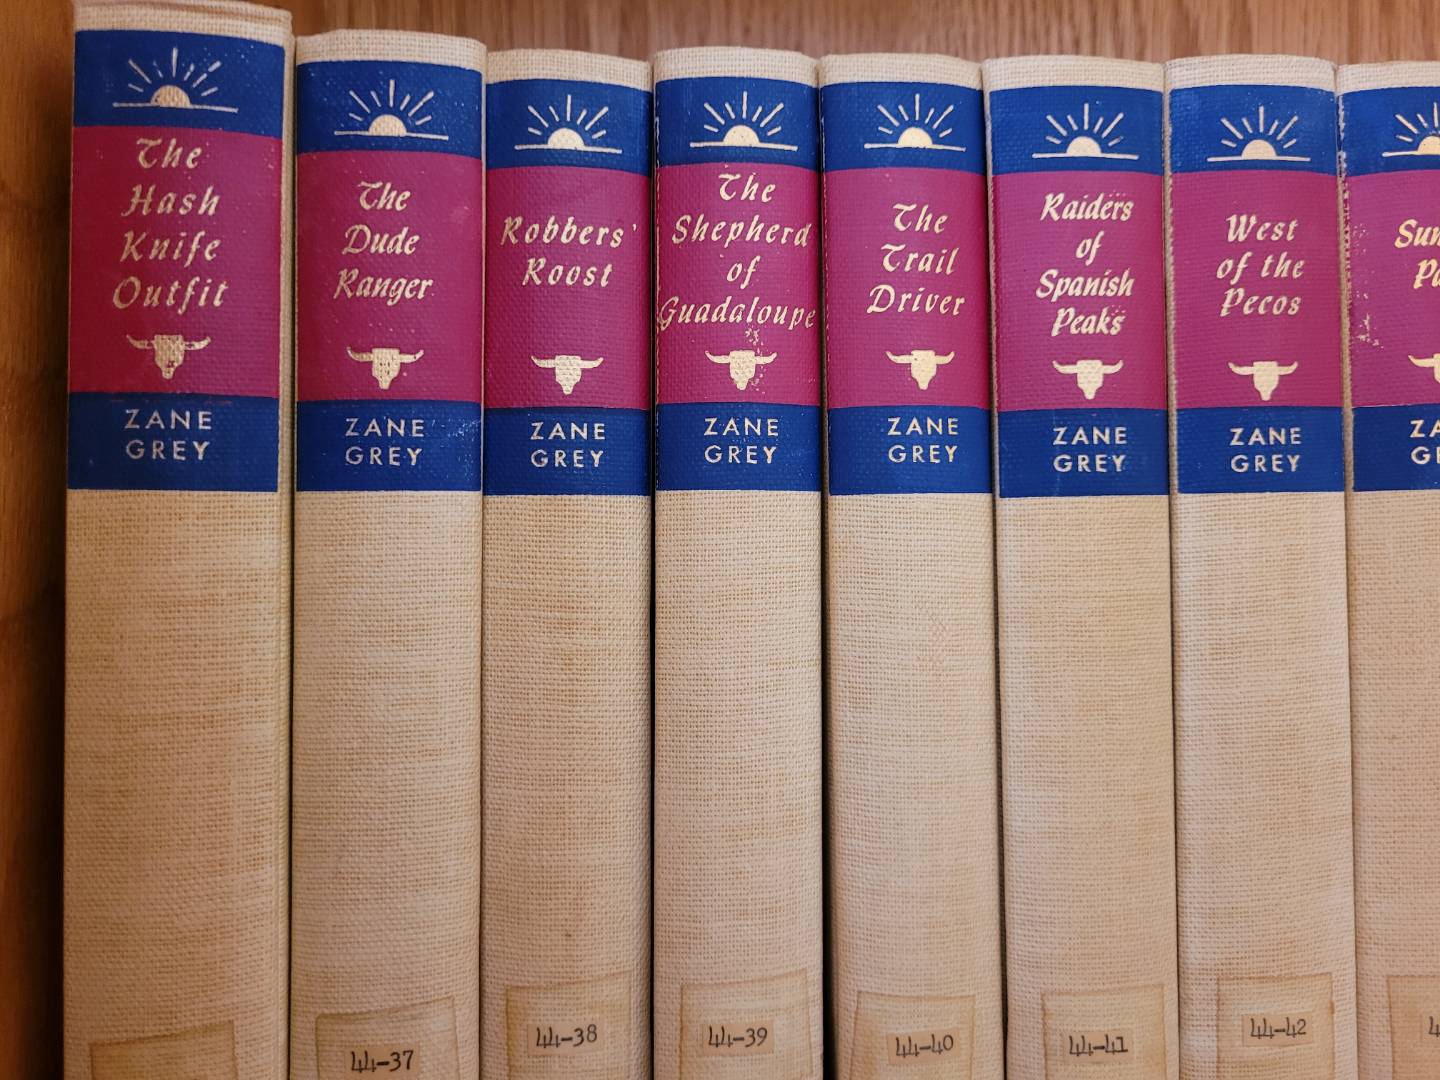 The
Hash
Knife
Outfit
ZANE
GREY
The
Dude
Ranger
ZANE
GREY
44-37
Robbers'
Roost
ZANE
GREY
44-38
The
Shepherd
of
Guadaloupe
ZANE
GREY
44-39
The
Trail
Driver
ZANE
GREY
44-40
Raiders
of
Spanish
Peaks
ZANE
GREY
44-41
West
of the
Pecos
ZANE
GREY
44-42